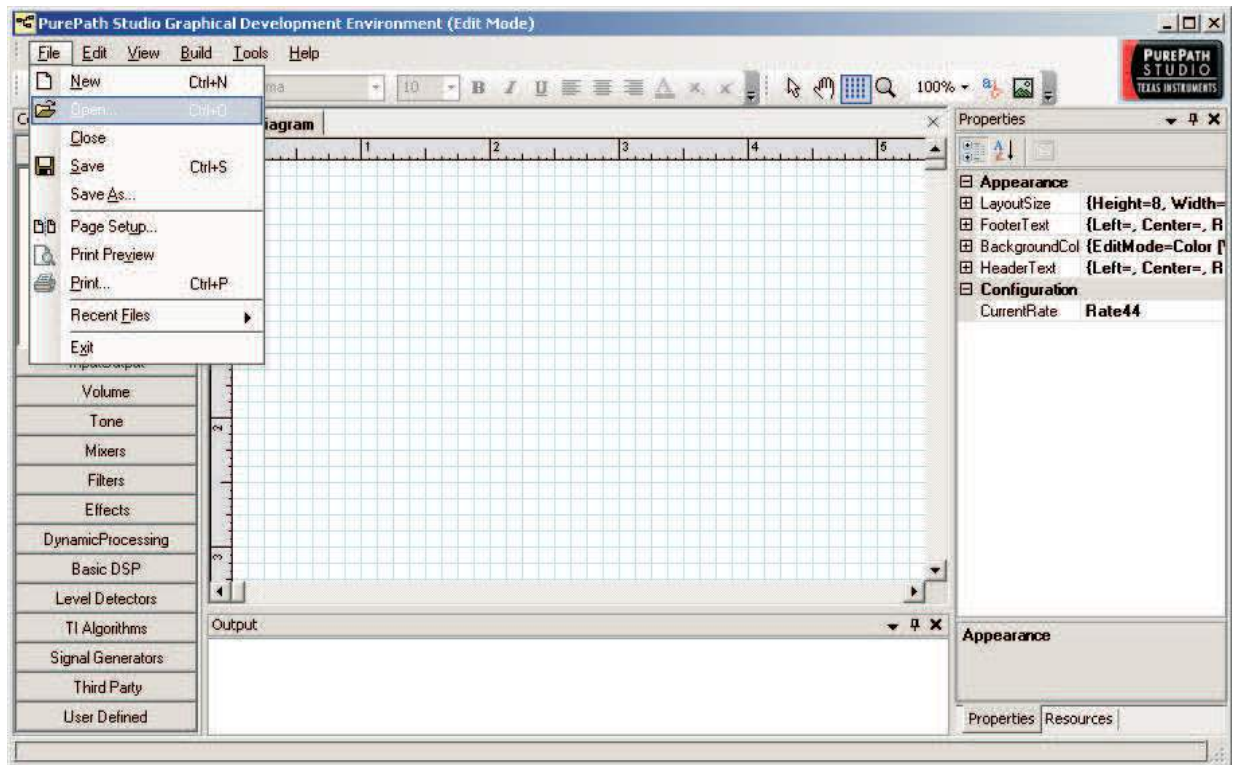 PurePath Studio Graphical Development Environment (Edit Mode)
File Edit View Build Tools Help
PUREPATH
STUDIO
TEXAS INSTRUMENTS
New Ctrl+N
Open... Ctrl+O
Close
Save Ctrl+S
Save As...
Page Setup...
Print Preview
Print... Ctrl+P
Recent Files
Exit
10 B I U 100%
1 2 3 4 5
2
3
Volume
Tone
Mixers
Filters
Effects
DynamicProcessing
Basic DSP
Level Detectors
TI Algorithms
Signal Generators
Third Party
User Defined
Output
Properties
Appearance
LayoutSize {Height=8, Width=
FooterText {Left=, Center=, R
BackgroundCol {EditMode=Color [
HeaderText {Left=, Center=, R
Configuration
CurrentRate Rate44
Appearance
Properties Resources